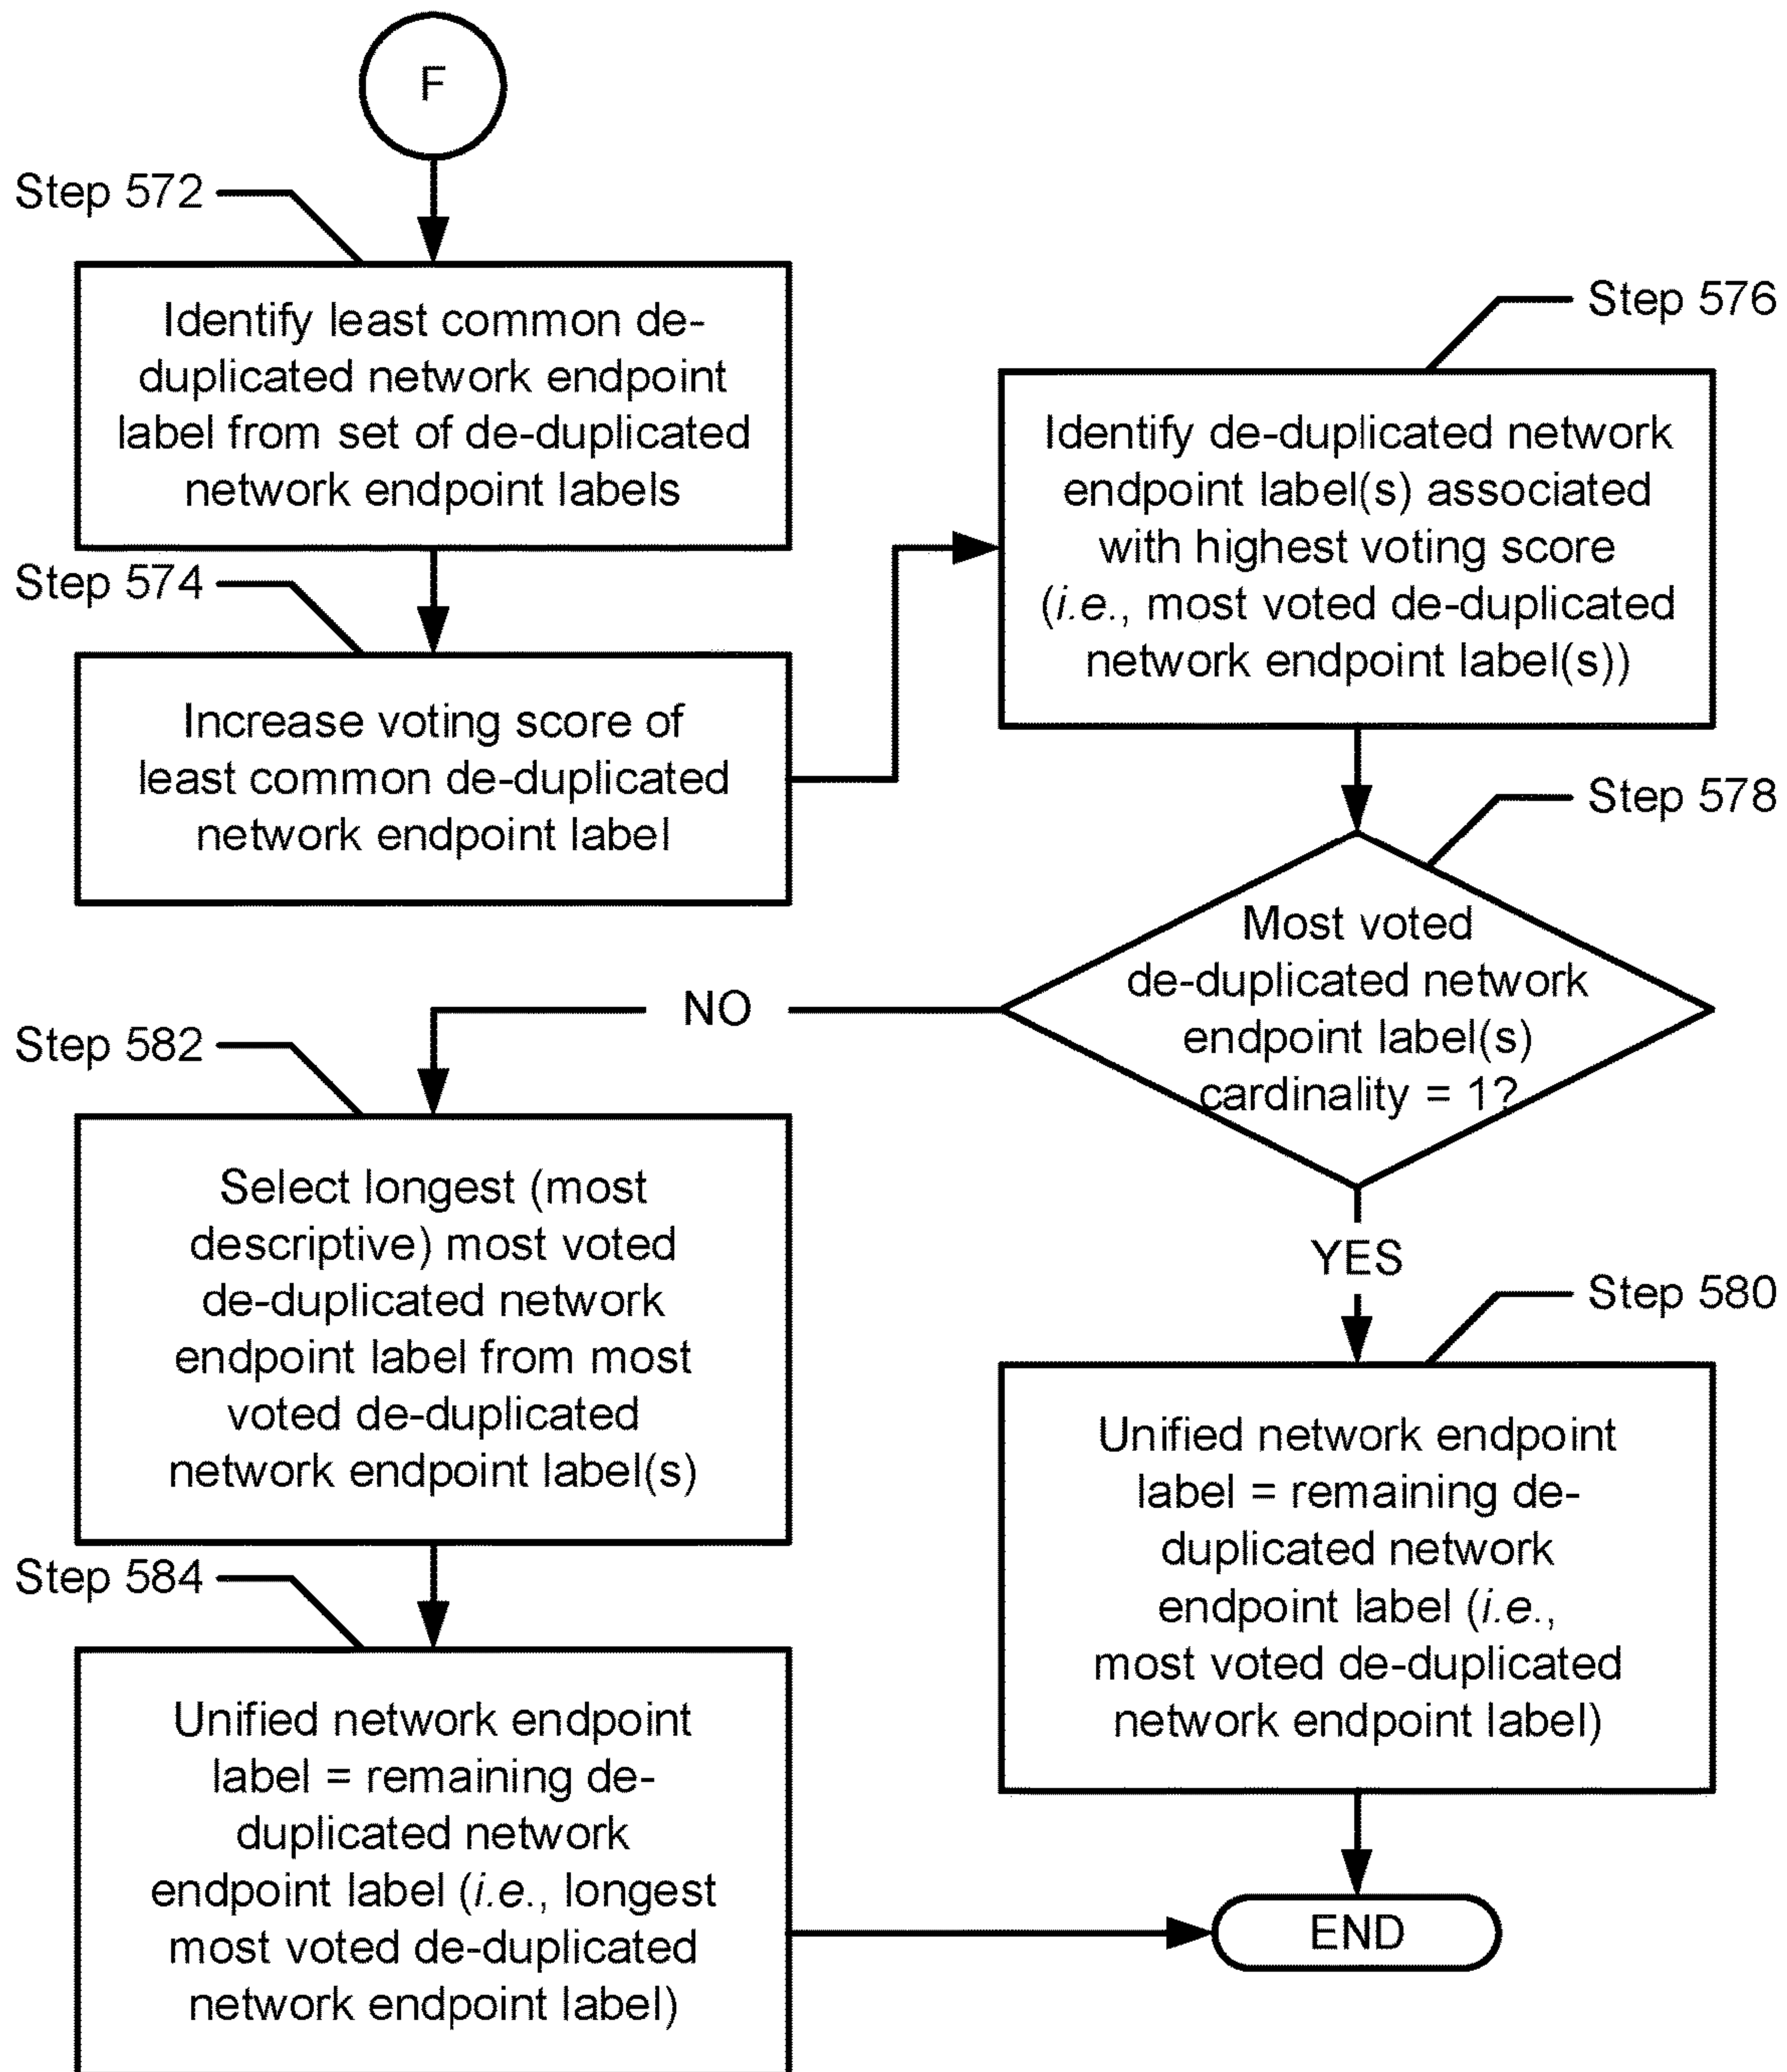 F
Step 572
Identify least common de-
duplicated network endpoint
label from set of de-duplicated
network endpoint labels
Step 574
Increase voting score of
least common de-duplicated
network endpoint label
Step 576
Identify de-duplicated network
endpoint label(s) associated
with highest voting score
(i.e., most voted de-duplicated
network endpoint label(s))
Step 578
Most voted
de-duplicated network
endpoint label(s)
cardinality = 1?
NO
YES
Step 582
Select longest (most
descriptive) most voted
de-duplicated network
endpoint label from most
voted de-duplicated
network endpoint label(s)
Step 584
Unified network endpoint
label = remaining de-
duplicated network
endpoint label (i.e., longest
most voted de-duplicated
network endpoint label)
Step 580
Unified network endpoint
label = remaining de-
duplicated network
endpoint label (i.e.,
most voted de-duplicated
network endpoint label)
END